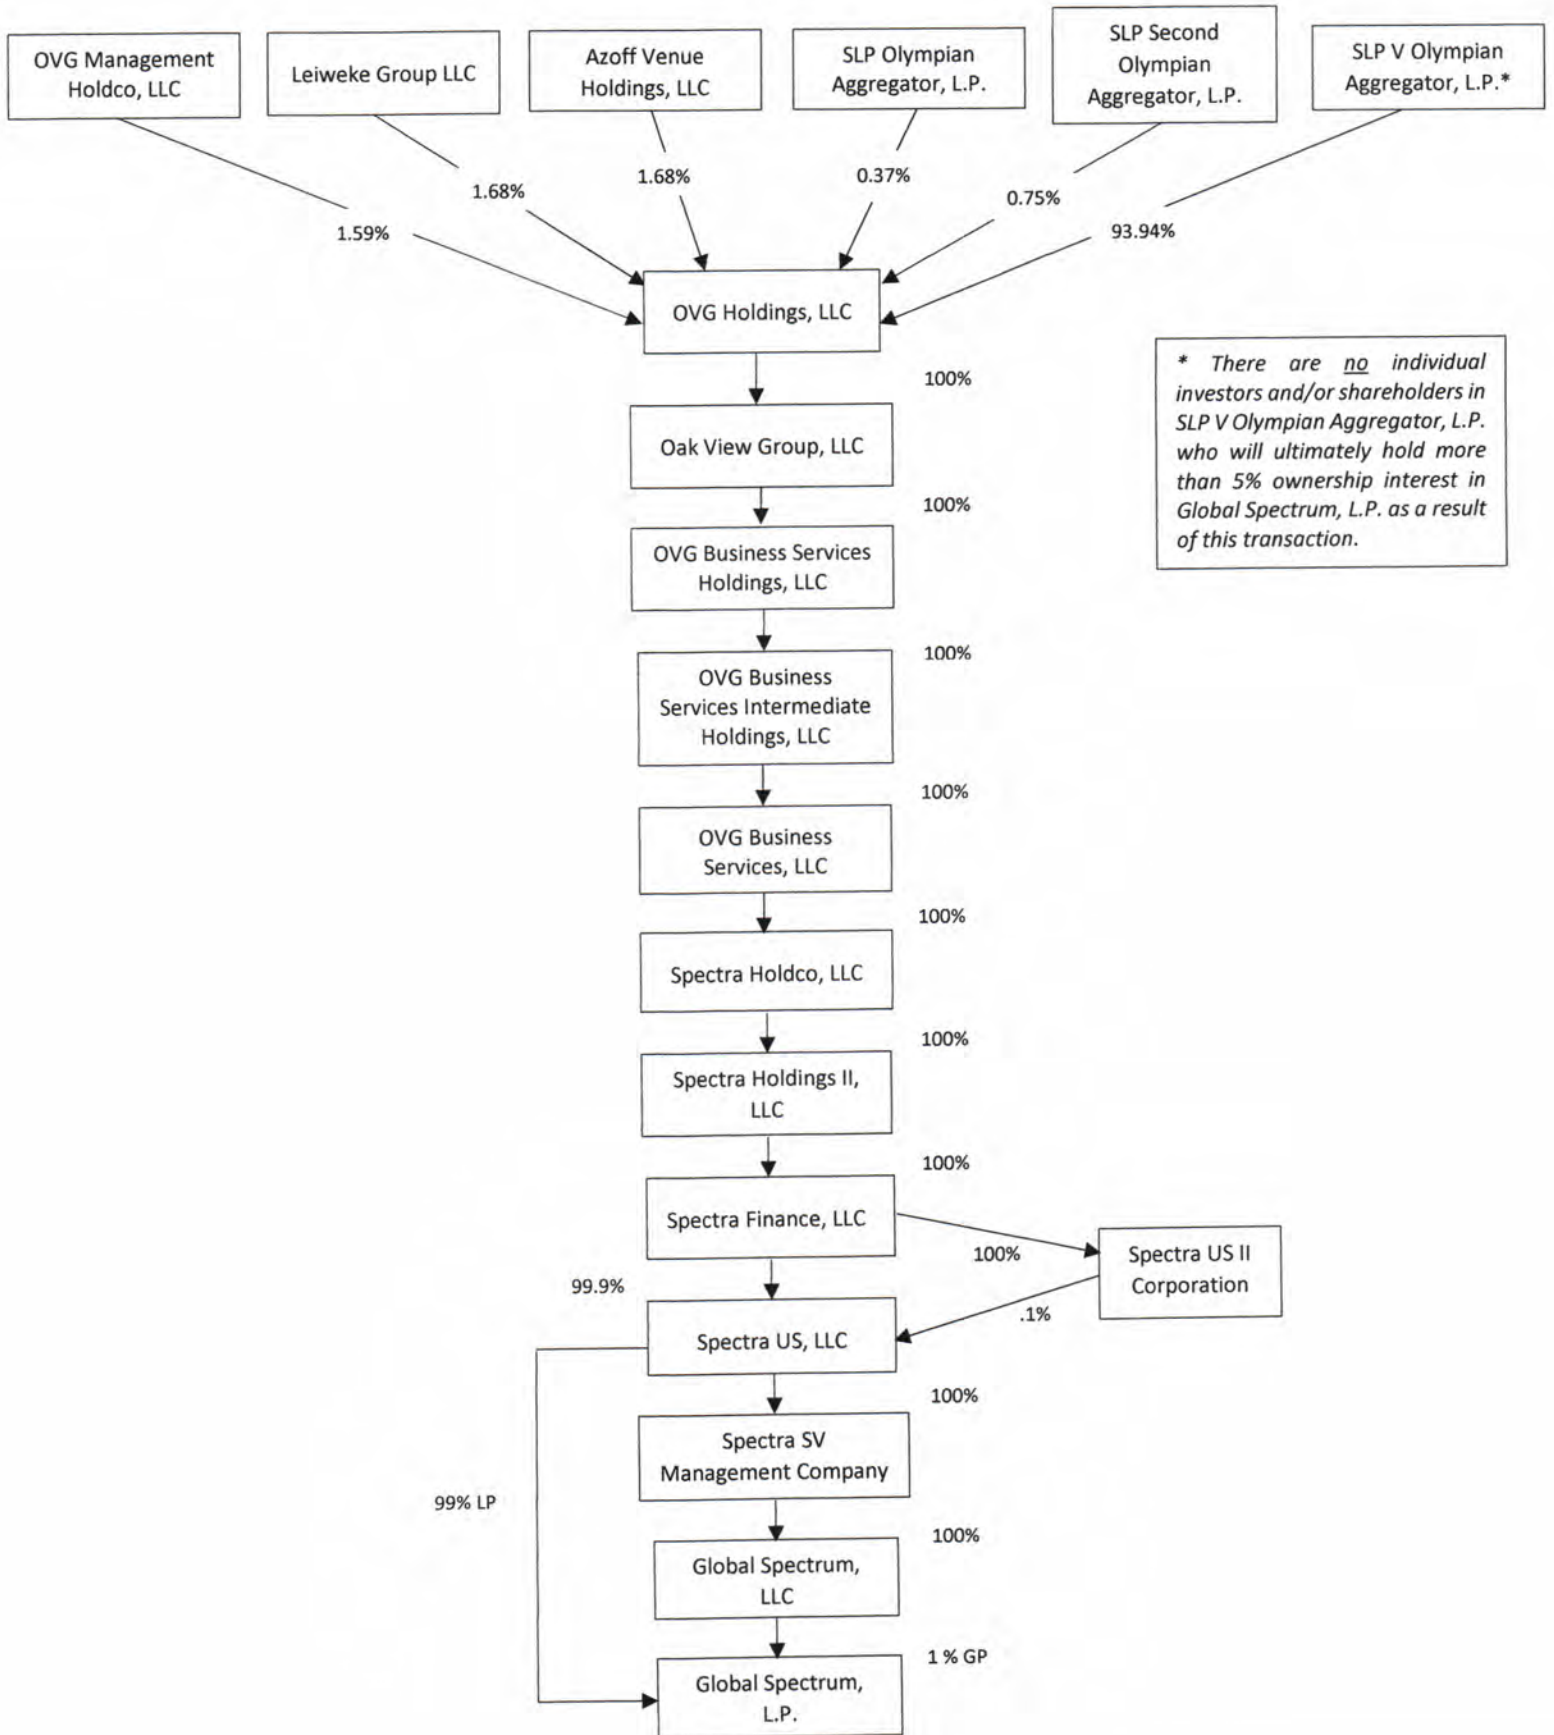 OVG Management
Holdco, LLC
Leiweke Group LLC
Azoff Venue
Holdings, LLC
SLP Olympian
Aggregator, L.P.
SLP Second
Olympian
Aggregator, L.P.
SLP V Olympian
Aggregator, L.P.*
1.59%
1.68%
1.68%
0.37%
0.75%
93.94%
OVG Holdings, LLC
* There are no individual
investors and/or shareholders in
SLP V Olympian Aggregator, L.P.
who will ultimately hold more
than 5% ownership interest in
Global Spectrum, L.P. as a result
of this transaction.
100%
Oak View Group, LLC
100%
OVG Business Services
Holdings, LLC
100%
OVG Business
Services Intermediate
Holdings, LLC
100%
OVG Business
Services, LLC
100%
Spectra Holdco, LLC
100%
Spectra Holdings II,
LLC
100%
Spectra Finance, LLC
100%
Spectra US II
Corporation
99.9%
.1%
Spectra US, LLC
100%
Spectra SV
Management Company
99% LP
100%
Global Spectrum,
LLC
1 % GP
Global Spectrum,
L.P.